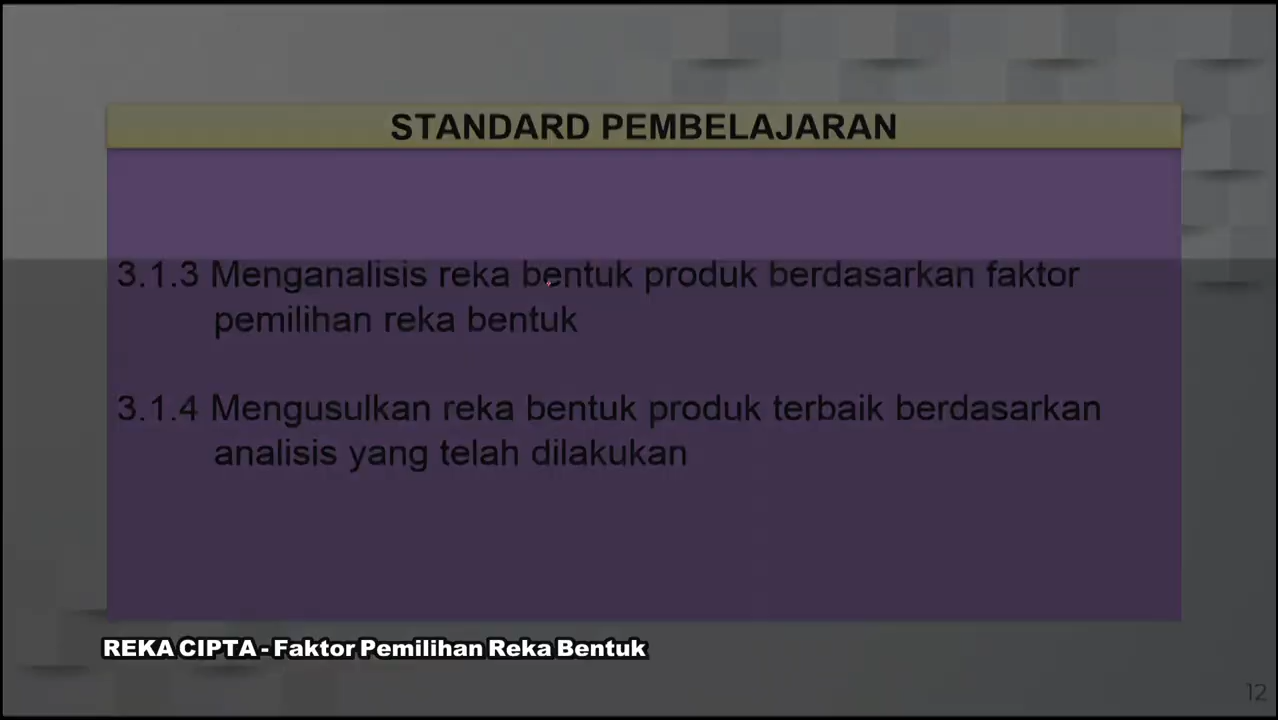 STANDARD PEMBELAJARAN
3.1.3 Menganalisis reka bentuk produk berdasarkan faktor
pemilihan reka bentuk
3.1.4 Mengusulkan reka bentuk produk terbaik berdasarkan
analisis yang telah dilakukan
REKA CIPTA - Faktor Pemilihan Reka Bentuk
12